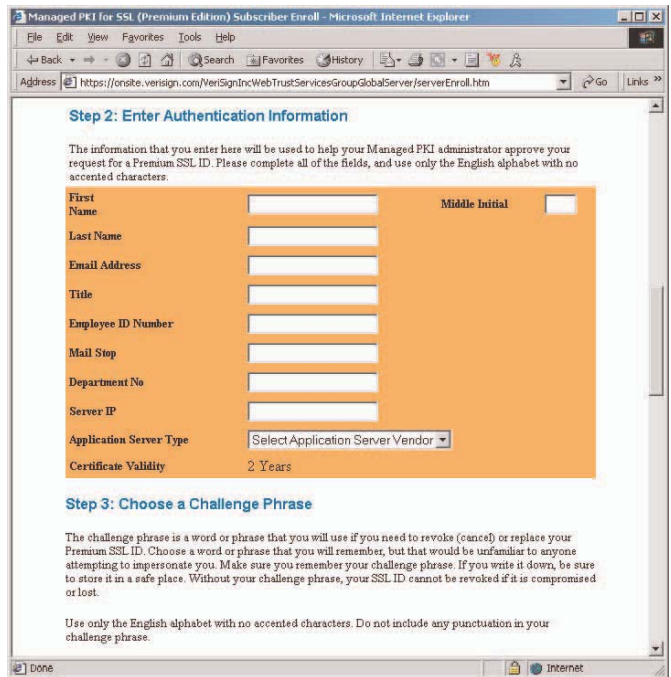 Managed PKI for SSL (Premium Edition) Subscriber Enroll - Microsoft Internet Explorer
File Edit View Favorites Tools Help
Back Search Favorites History
Address https://onsite.verisign.com/VeriSignIncWebTrustServicesGroupGlobalServer/serverEnroll.htm Go Links »
Step 2: Enter Authentication Information
The information that you enter here will be used to help your Managed PKI administrator approve your
request for a Premium SSL ID. Please complete all of the fields, and use only the English alphabet with no
accented characters.
First
Name
Middle Initial
Last Name
Email Address
Title
Employee ID Number
Mail Stop
Department No
Server IP
Application Server Type Select Application Server Vendor
Certificate Validity 2 Years
Step 3: Choose a Challenge Phrase
The challenge phrase is a word or phrase that you will use if you need to revoke (cancel) or replace your
Premium SSL ID. Choose a word or phrase that you will remember, but that would be unfamiliar to anyone
attempting to impersonate you. Make sure you remember your challenge phrase. If you write it down, be sure
to store it in a safe place. Without your challenge phrase, your SSL ID cannot be revoked if it is compromised
or lost.
Use only the English alphabet with no accented characters. Do not include any punctuation in your
challenge phrase.
Done Internet